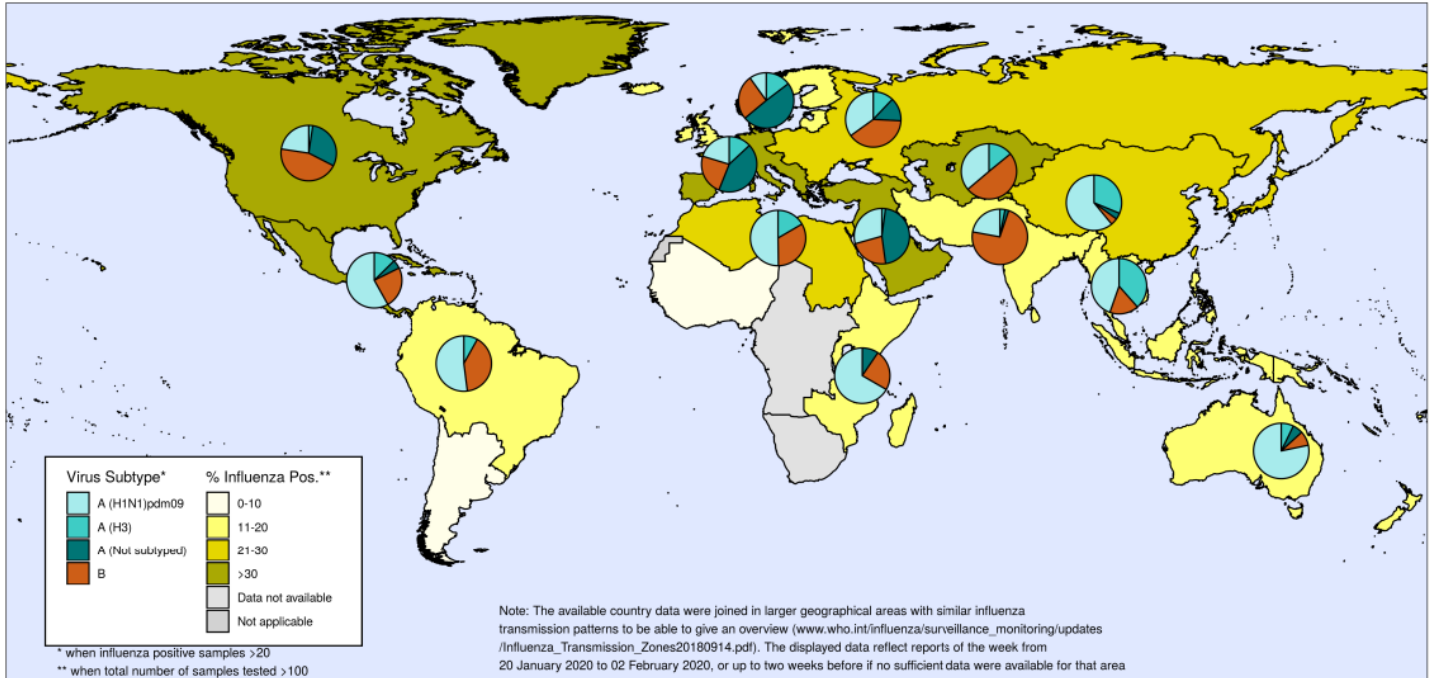 Virus Subtype*
A (H1N1)pdm09
A (H3)
A (Not subtyped)
B
% Influenza Pos.**
0-10
11-20
21-30
>30
Data not available
Not applicable
* when influenza positive samples >20
** when total number of samples tested >100
Note: The available country data were joined in larger geographical areas with similar influenza
transmission patterns to be able to give an overview (www.who.int/influenza/surveillance_monitoring/updates
/Influenza_Transmission_Zones20180914.pdf). The displayed data reflect reports of the week from
20 January 2020 to 02 February 2020, or up to two weeks before if no sufficient data were available for that area